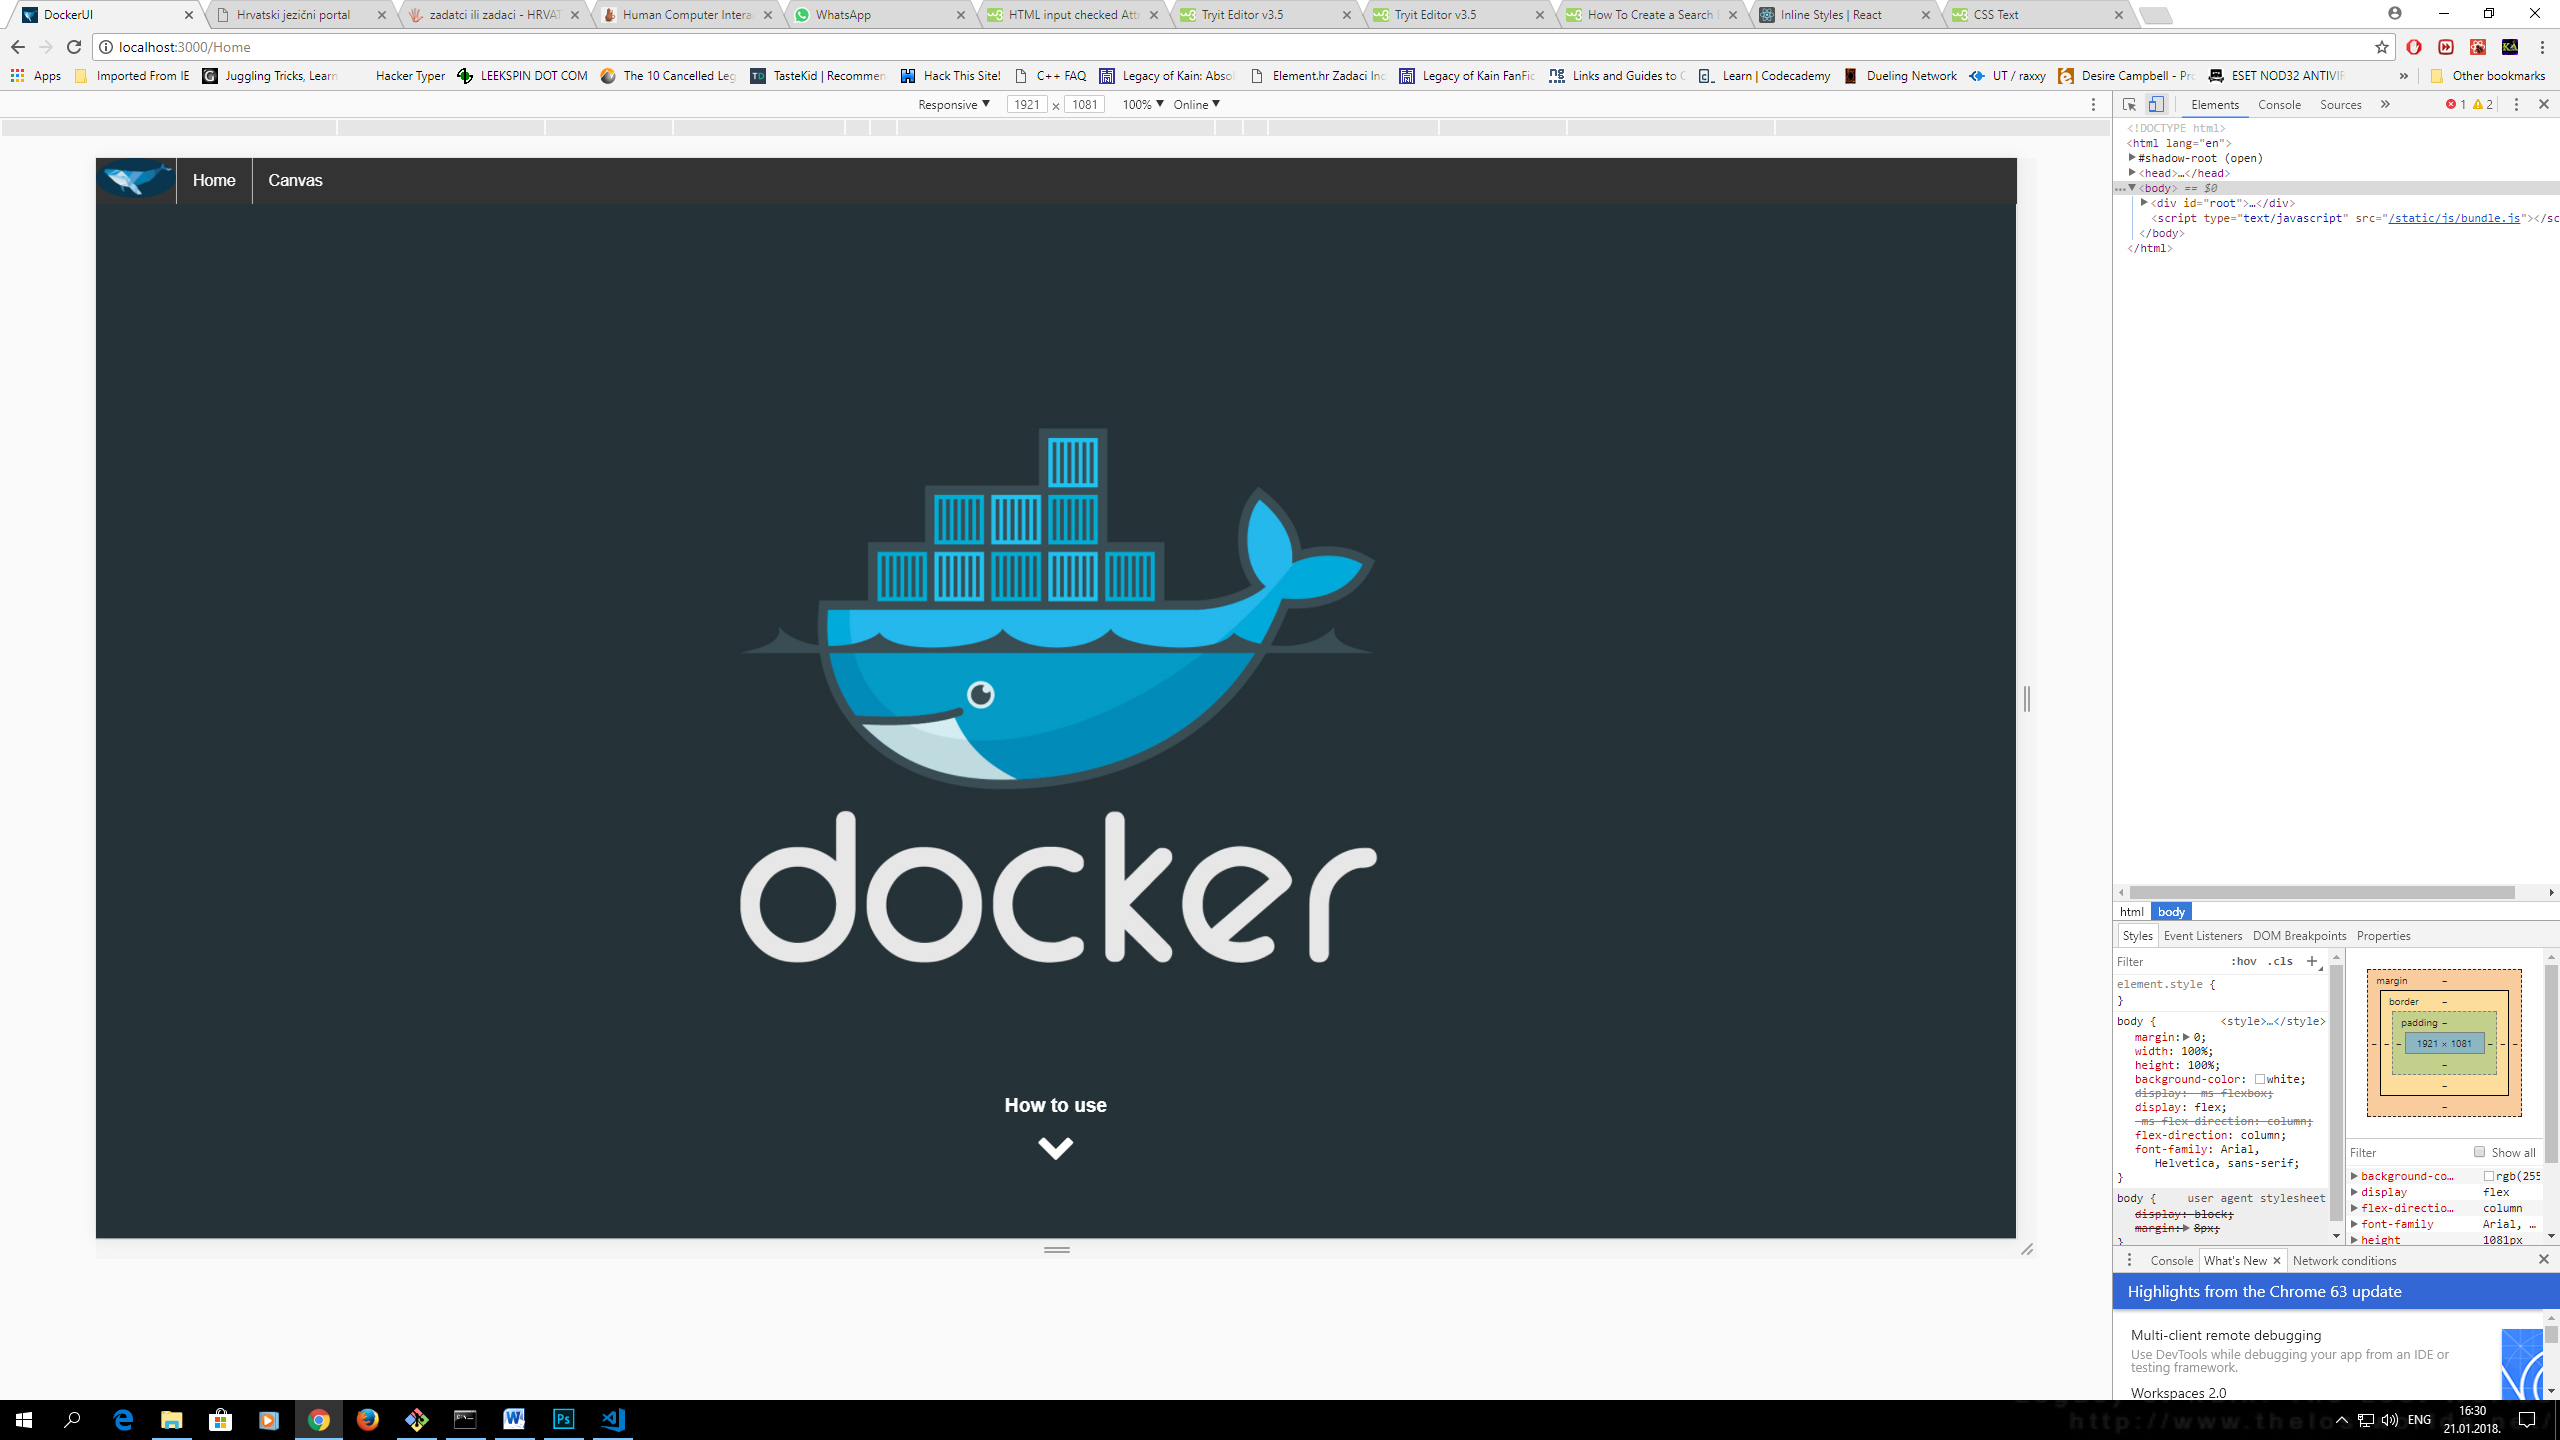 DockerUI
Hrvatski jezični portal
zadatci ili zadaci - HRVAT
Human Computer Intera
WhatsApp
HTML input checked Att
Tryit Editor v3.5
Tryit Editor v3.5
How To Create a Search
Inline Styles | React
CSS Text
localhost:3000/Home
Apps
Imported From IE
Juggling Tricks, Learn
Hacker Typer
LEEKSPIN DOT COM
The 10 Cancelled Leg
TasteKid | Recommen
Hack This Site!
C++ FAQ
Legacy of Kain: Absol
Element.hr Zadaci Inc
Legacy of Kain FanFic
Links and Guides to C
Learn | Codecademy
Dueling Network
UT / raxxy
Desire Campbell - Pro
ESET NOD32 ANTIVIR
»
Other bookmarks
Responsive ▼ 1921 × 1081 100% ▼ Online ▼
Elements Console Sources » 1 2
<!DOCTYPE html>
<html lang="en">
▶#shadow-root (open)
▶<head>…</head>
…▼<body> == $0
▶<div id="root">…</div>
<script type="text/javascript" src="/static/js/bundle.js"></sc
</body>
</html>
Home
Canvas
docker
How to use
html body
Styles Event Listeners DOM Breakpoints Properties
Filter :hov .cls +
element.style {
}
body { <style>…</style>
margin:▶0;
width: 100%;
height: 100%;
background-color: white;
display: -ms-flexbox;
display: flex;
-ms-flex-direction: column;
flex-direction: column;
font-family: Arial,
Helvetica, sans-serif;
}
body { user agent stylesheet
display: block;
margin:▶8px;
}
margin –
border –
padding –
– – – 1921 × 1081 – – –
–
–
–
Filter Show all
▶background-co… rgb(255
▶display flex
▶flex-directio… column
▶font-family Arial, …
▶height 1081px
Console What's New × Network conditions
Highlights from the Chrome 63 update
Multi-client remote debugging
Use DevTools while debugging your app from an IDE or
testing framework.
Workspaces 2.0
ENG
16:30
21.01.2018.